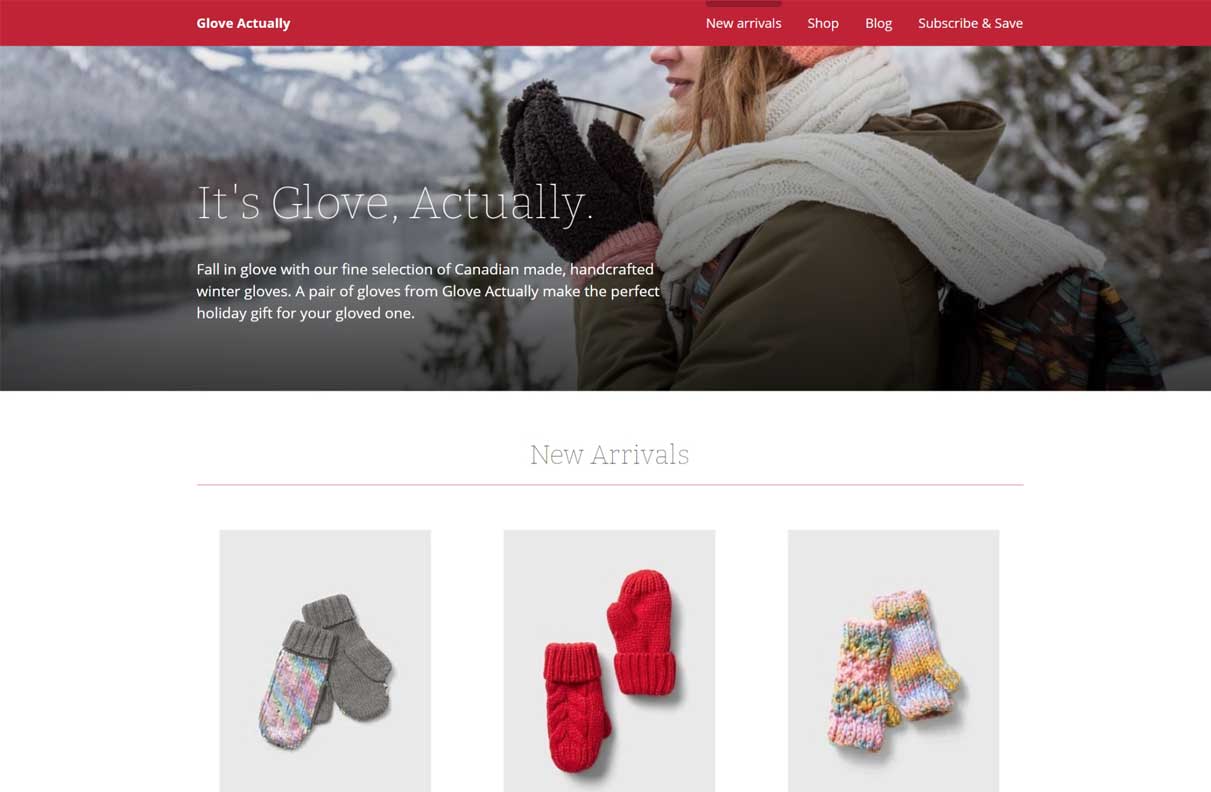 Glove Actually
New arrivals Shop Blog Subscribe & Save
It's Glove, Actually.
Fall in glove with our fine selection of Canadian made, handcrafted
winter gloves. A pair of gloves from Glove Actually make the perfect
holiday gift for your gloved one.
New Arrivals